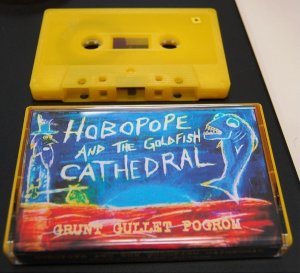 HOBOPOPE
AND THE GOLDFISH
CATHEDRAL
GRUNT GULLET POGROM